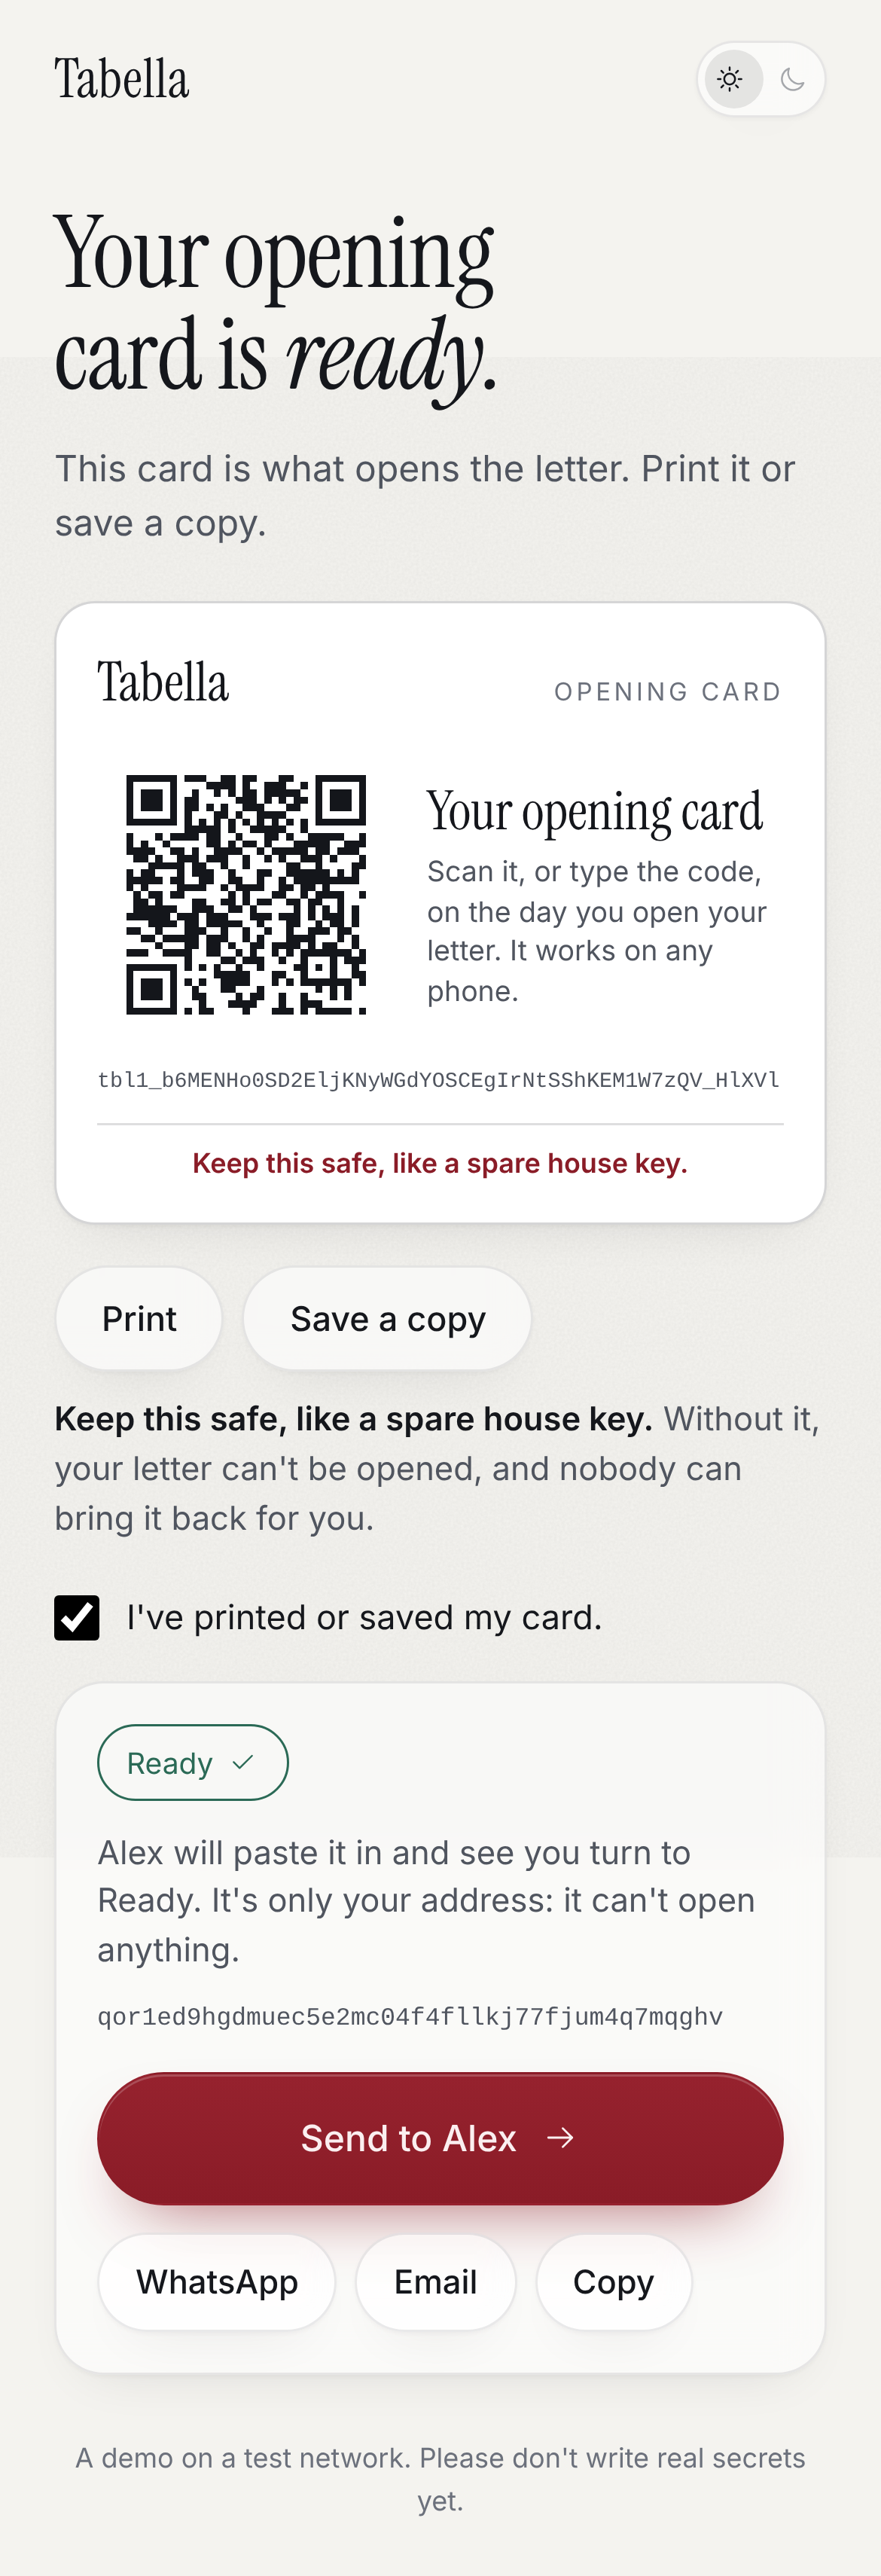 Tabella
Your opening
card is ready.
This card is what opens the letter. Print it or
save a copy.
Tabella
OPENING CARD
Your opening card
Scan it, or type the code,
on the day you open your
letter. It works on any
phone.
tbl1_b6MENHo0SD2EljKNyWGdYOSCEgIrNtSShKEM1W7zQV_HlXVl
Keep this safe, like a spare house key.
Print
Save a copy
Keep this safe, like a spare house key. Without it,
your letter can't be opened, and nobody can
bring it back for you.
I've printed or saved my card.
Ready
Alex will paste it in and see you turn to
Ready. It's only your address: it can't open
anything.
qor1ed9hgdmuec5e2mc04f4fllkj77fjum4q7mqghv
Send to Alex
WhatsApp
Email
Copy
A demo on a test network. Please don't write real secrets
yet.